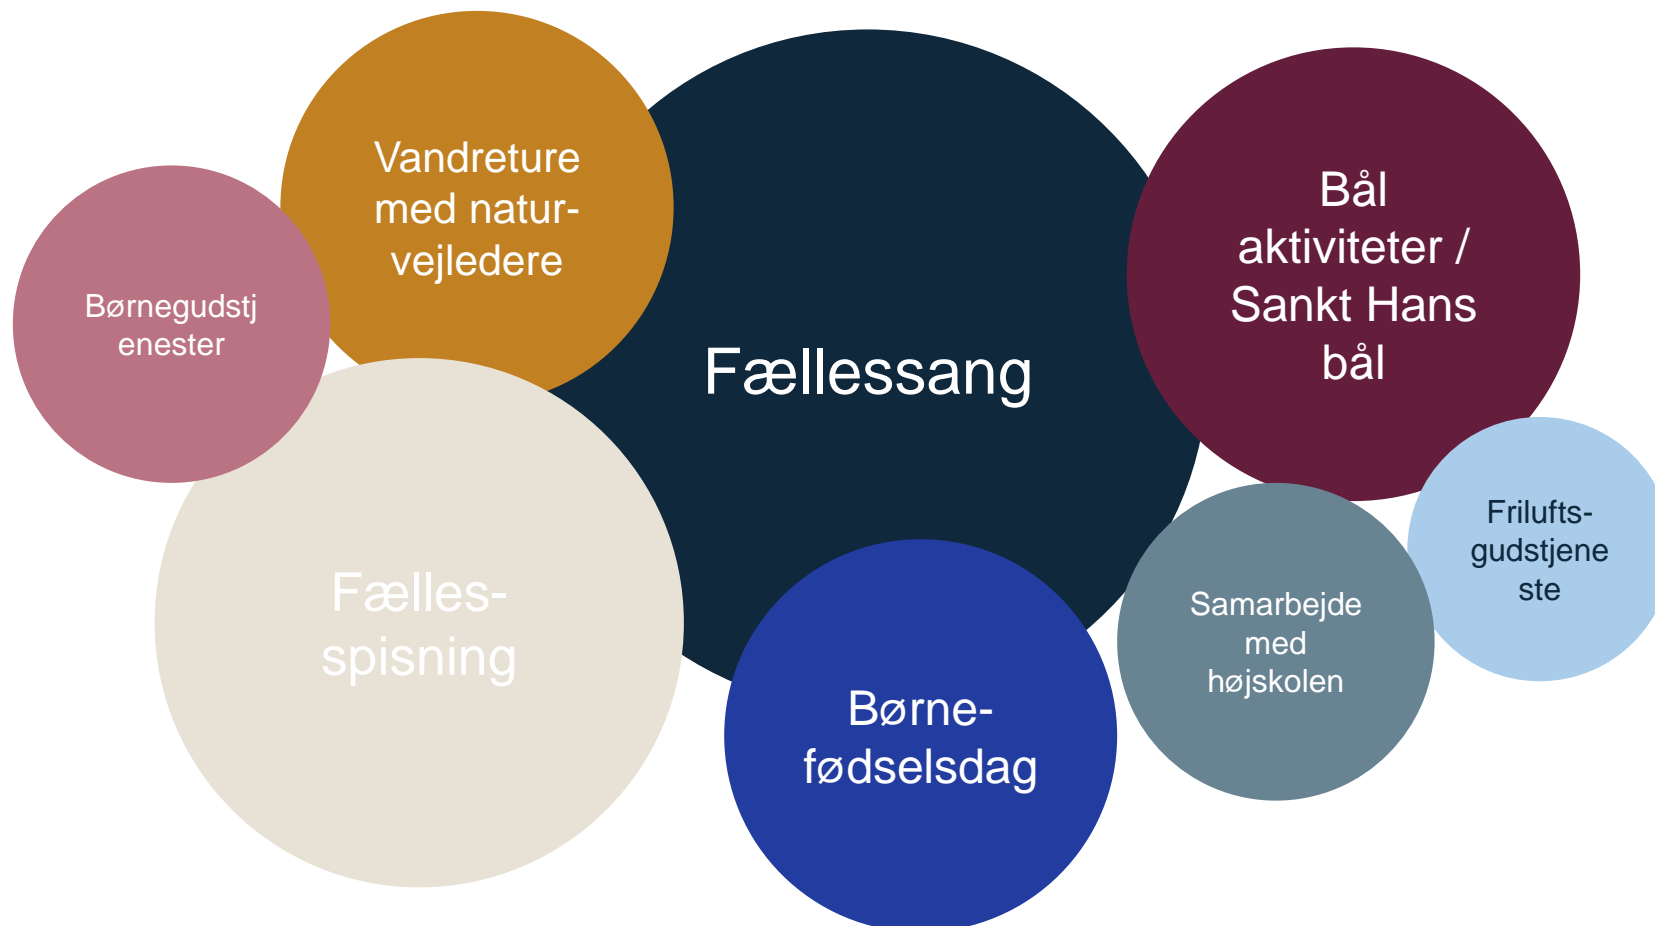 Vandreture
med natur-
vejledere
Børnegudstj
enester
Fællessang
Bål
aktiviteter /
Sankt Hans
bål
Fælles-
spisning
Børne-
fødselsdag
Samarbejde
med
højskolen
Frilufts-
gudstjene
ste